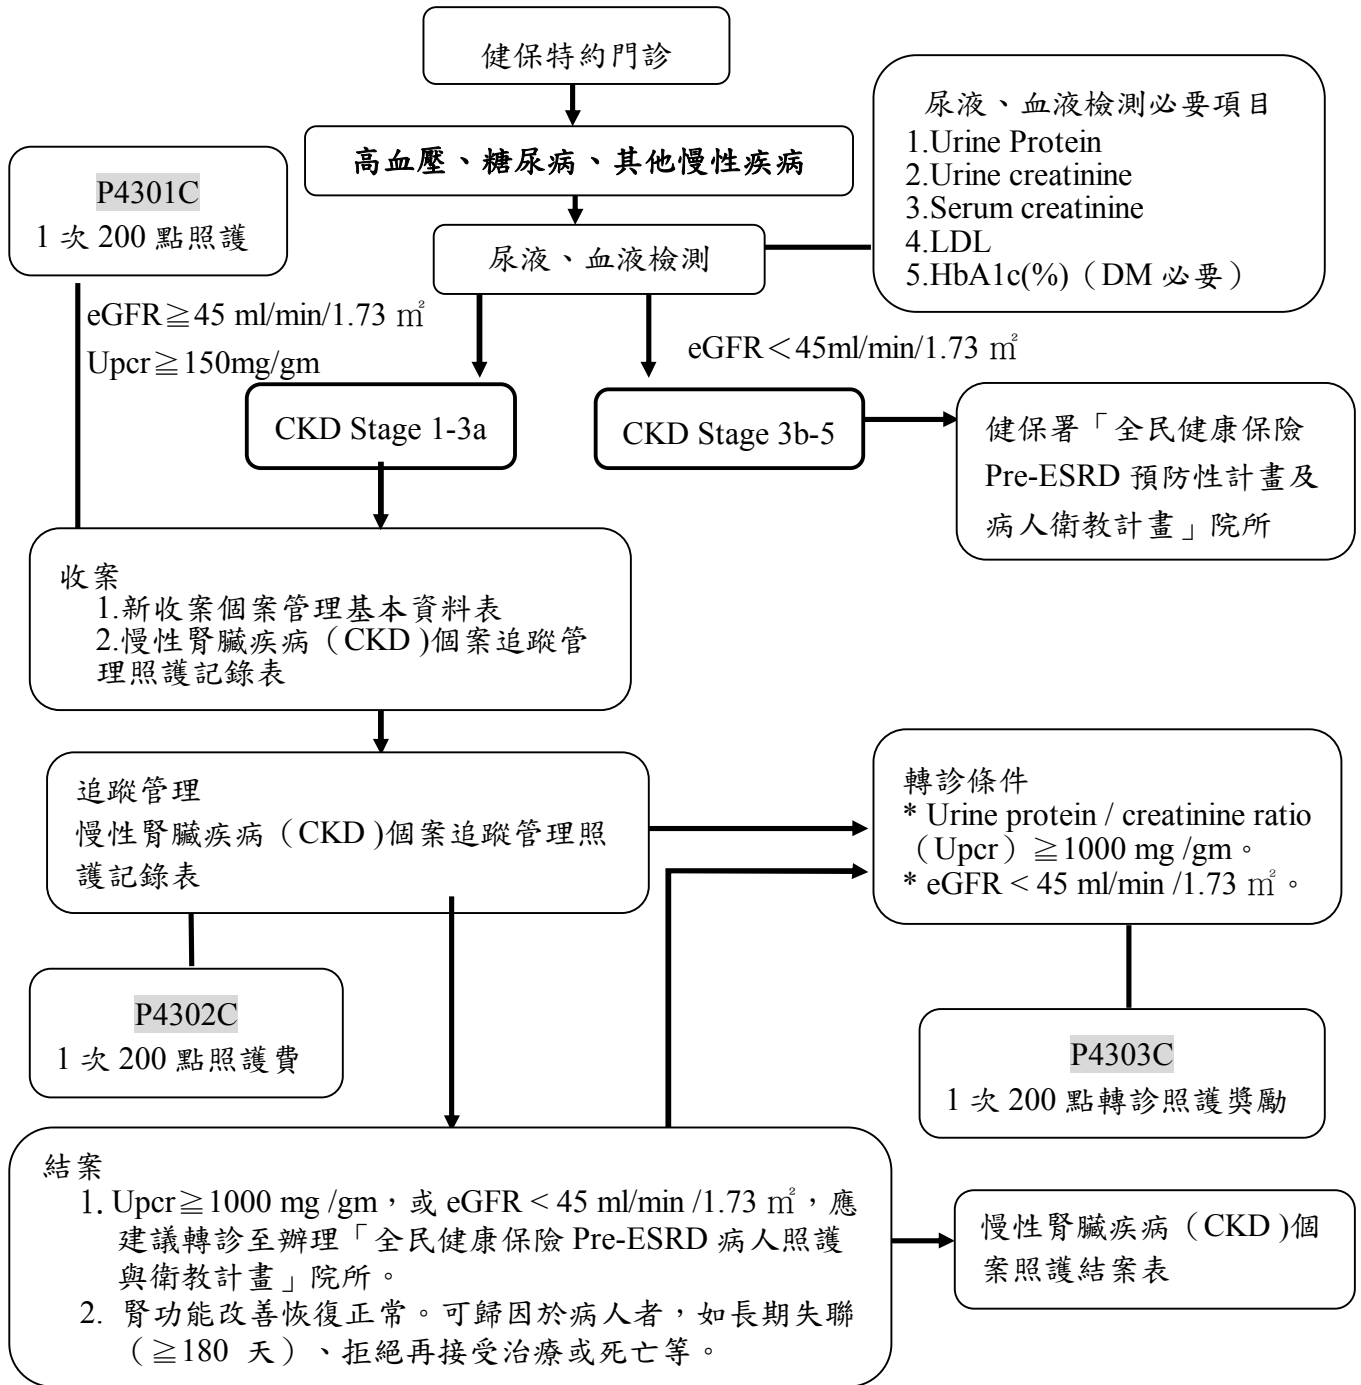 健保特約門診
尿液、血液檢測必要項目
1.Urine Protein
2.Urine creatinine
3.Serum creatinine
4.LDL
5.HbA1c(%)（DM 必要）
高血壓、糖尿病、其他慢性疾病
P4301C
1 次 200 點照護
尿液、血液檢測
eGFR≧45 ml/min/1.73 ㎡
Upcr≧150mg/gm
eGFR＜45ml/min/1.73 ㎡
CKD Stage 1-3a
CKD Stage 3b-5
健保署「全民健康保險
Pre-ESRD 預防性計畫及
病人衛教計畫」院所
收案
1.新收案個案管理基本資料表
2.慢性腎臟疾病（CKD )個案追蹤管
理照護記錄表
追蹤管理
慢性腎臟疾病（CKD )個案追蹤管理照
護記錄表
轉診條件
* Urine protein / creatinine ratio
（Upcr）≧1000 mg /gm。
* eGFR < 45 ml/min /1.73 ㎡。
P4302C
1 次 200 點照護費
P4303C
1 次 200 點轉診照護獎勵
結案
1. Upcr≧1000 mg /gm，或 eGFR < 45 ml/min /1.73 ㎡，應
建議轉診至辦理「全民健康保險 Pre-ESRD 病人照護
與衛教計畫」院所。
2. 腎功能改善恢復正常。可歸因於病人者，如長期失聯
（≧180 天）、拒絕再接受治療或死亡等。
慢性腎臟疾病（CKD )個
案照護結案表